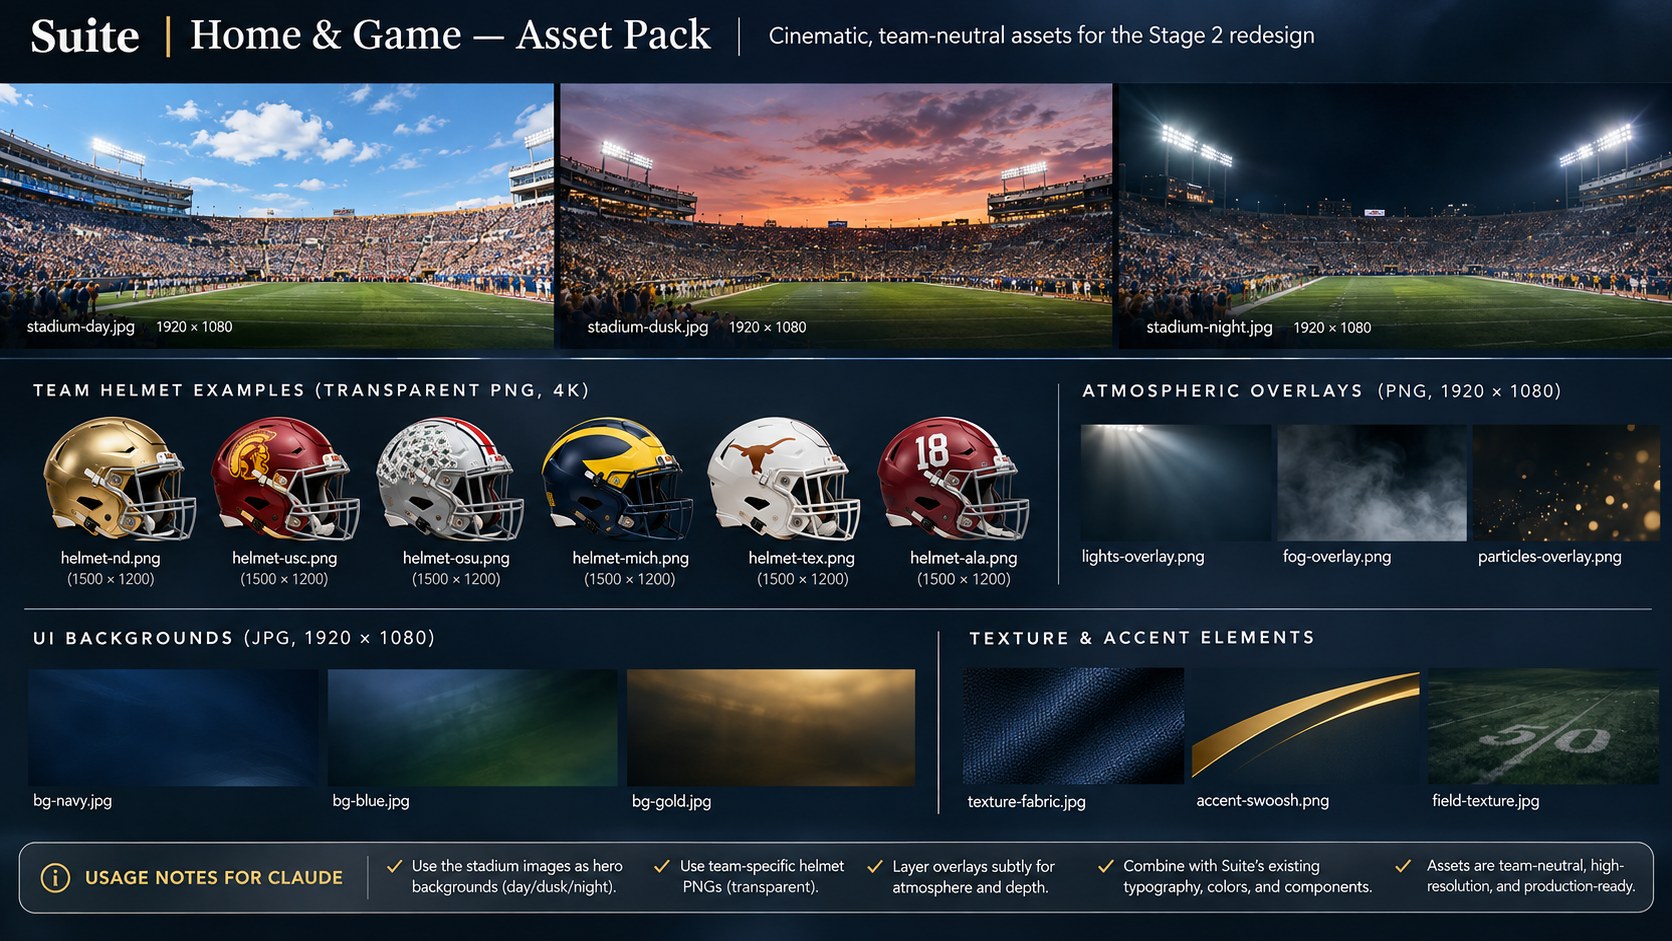 Suite | Home & Game — Asset Pack | Cinematic, team-neutral assets for the Stage 2 redesign
stadium-day.jpg 1920 × 1080
stadium-dusk.jpg 1920 × 1080
stadium-night.jpg 1920 × 1080
TEAM HELMET EXAMPLES (TRANSPARENT PNG, 4K)
18
helmet-nd.png
(1500 × 1200)
helmet-usc.png
(1500 × 1200)
helmet-osu.png
(1500 × 1200)
helmet-mich.png
(1500 × 1200)
helmet-tex.png
(1500 × 1200)
helmet-ala.png
(1500 × 1200)
ATMOSPHERIC OVERLAYS (PNG, 1920 × 1080)
lights-overlay.png
fog-overlay.png
particles-overlay.png
UI BACKGROUNDS (JPG, 1920 × 1080)
bg-navy.jpg
bg-blue.jpg
bg-gold.jpg
TEXTURE & ACCENT ELEMENTS
50
texture-fabric.jpg
accent-swoosh.png
field-texture.jpg
USAGE NOTES FOR CLAUDE
Use the stadium images as hero
backgrounds (day/dusk/night).
Use team-specific helmet
PNGs (transparent).
Layer overlays subtly for
atmosphere and depth.
Combine with Suite's existing
typography, colors, and components.
Assets are team-neutral, high-
resolution, and production-ready.